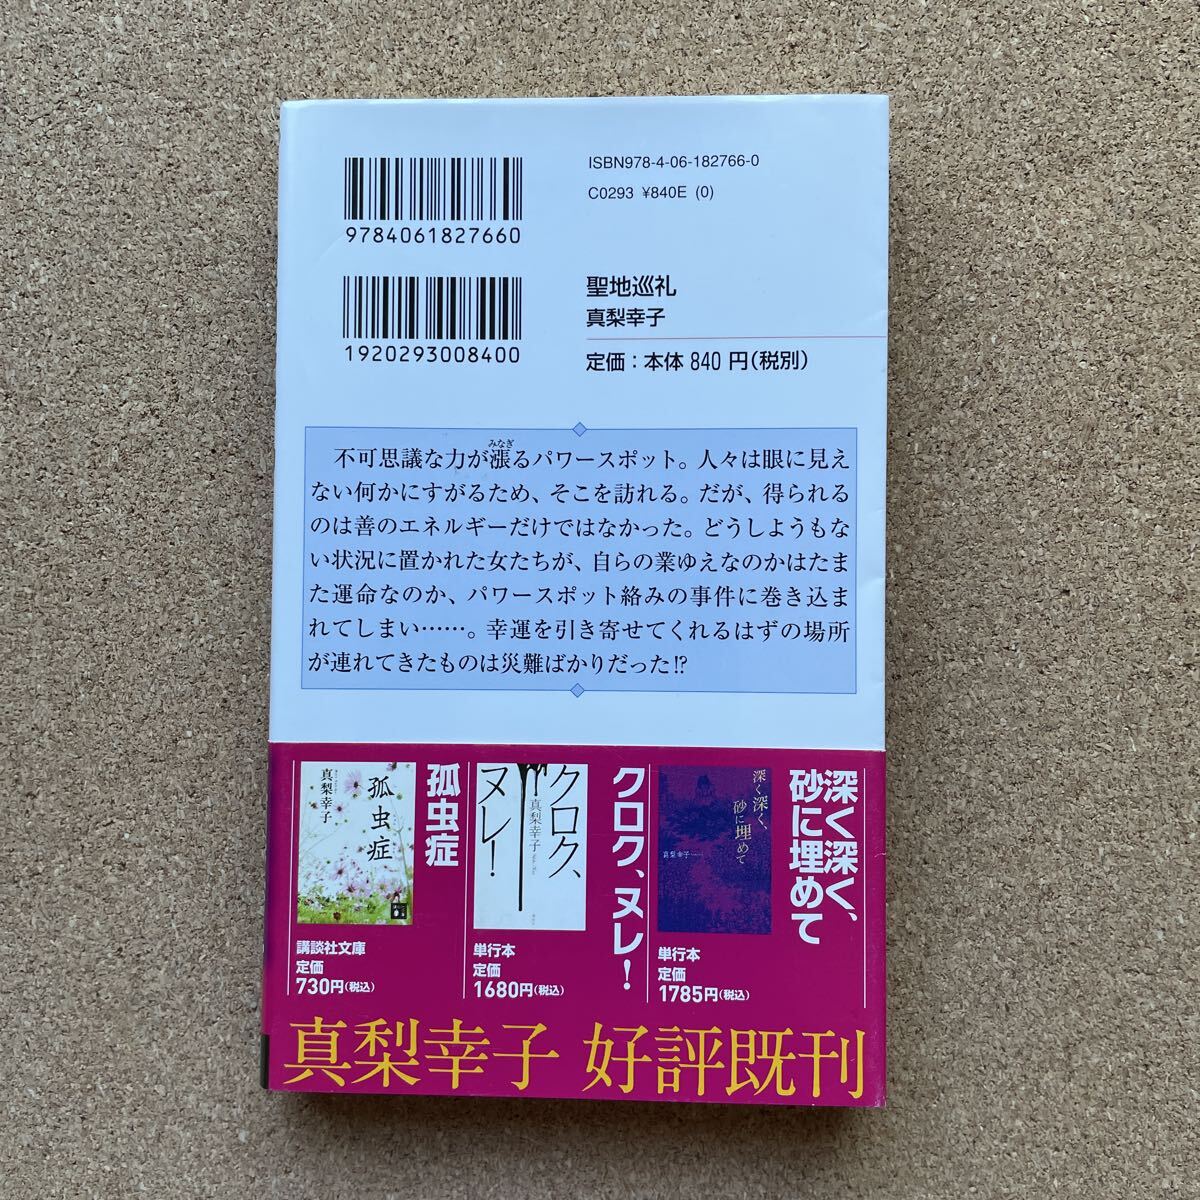 9784061827660
ISBN978-4-06-182766-0
C0293 ¥840E (0)
1920293008400
聖地巡礼
真梨幸子
定価：本体 840 円(税別)
みなぎ
不可思議な力が漲るパワースポット。人々は眼に見え
ない何かにすがるため、そこを訪れる。だが、得られる
のは善のエネルギーだけではなかった。どうしようもな
い状況に置かれた女たちが、自らの業ゆえなのかはたま
た運命なのか、パワースポット絡みの事件に巻き込ま
れてしまい……。幸運を引き寄せてくれるはずの場所
が連れてきたものは災難ばかりだった!?
深く深く、
砂に埋めて
深く深く、
砂に埋めて
真梨幸子
単行本
定価
1785円(税込)
クロク、ヌレ！
クロク、
ヌレ！
真梨幸子
単行本
定価
1680円(税込)
孤虫症
孤虫症
真梨幸子
講談社文庫
定価
730円(税込)
真梨幸子 好評既刊